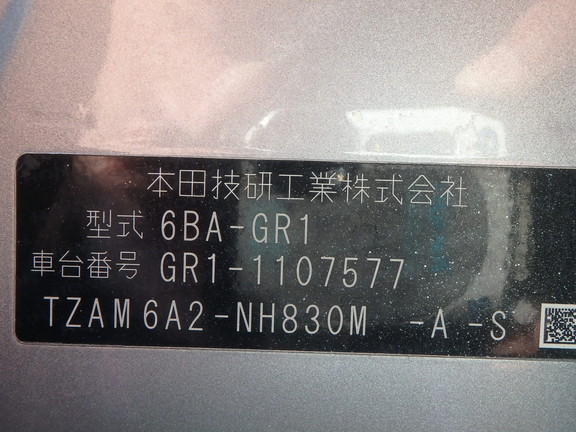 本田技研工業株式会社
型式 6BA-GR1
車台番号 GR1-1107577
TZAM6A2-NH830M -A-S